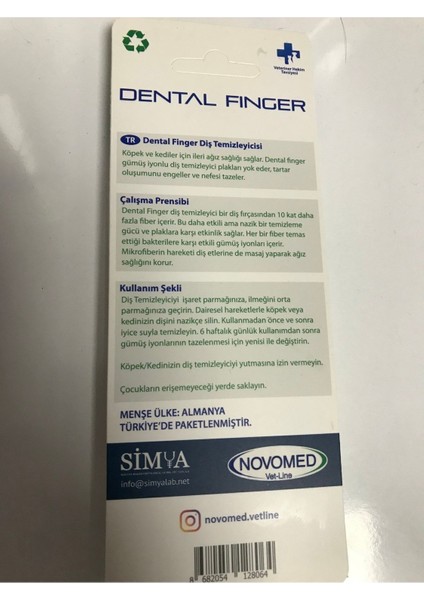 Veteriner Hekim
Tavsiyesi
DENTAL FINGER
TR Dental Finger Diş Temizleyicisi
Köpek ve kediler için ileri ağız sağlığı sağlar. Dental finger
gümüş iyonlu diş temizleyici plakları yok eder, tartar
oluşumunu engeller ve nefesi tazeler.
Çalışma Prensibi
Dental Finger diş temizleyici bir diş fırçasından 10 kat daha
fazla fiber içerir. Bu daha etkili ama nazik bir temizleme
gücü ve plaklara karşı etkinlik sağlar. Her bir fiber temas
ettiği bakterilere karşı etkili gümüş iyonları içerir.
Mikrofiberin hareketi diş etlerine de masaj yaparak ağız
sağlığını korur.
Kullanım Şekli
Diş Temizleyiciyi işaret parmağınıza, ilmeğini orta
parmağınıza geçirin. Dairesel hareketlerle köpek veya
kedinizin dişini nazikçe silin. Kullanmadan önce ve sonra
iyice suyla temizleyin. 6 haftalık günlük kullanımdan sonra
gümüş iyonlarının tazelenmesi için yenisi ile değiştirin.
Köpek/Kedinizin diş temizleyiciyi yutmasına izin vermeyin.
Çocukların erişemeyeceği yerde saklayın.
MENŞE ÜLKE: ALMANYA
TÜRKİYE'DE PAKETLENMİŞTİR.
SİMYA
info@simyalab.net
NOVOMED
Vet-Line
novomed.vetline
8 682054 128064